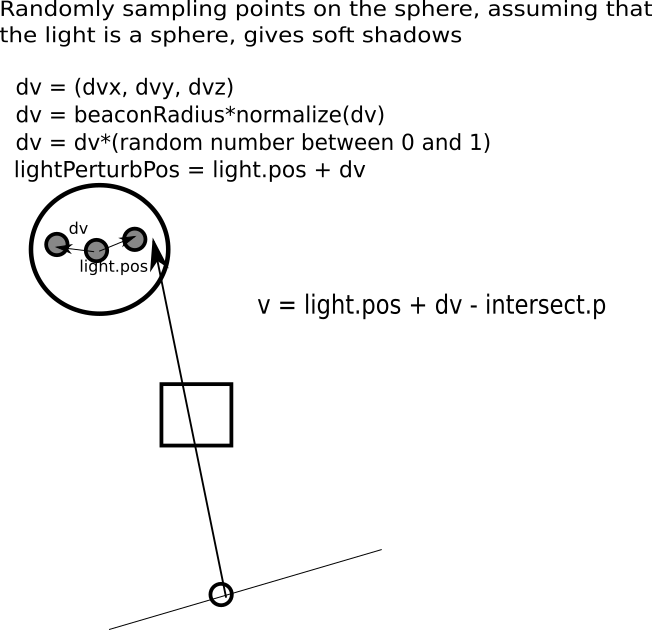 Randomly sampling points on the sphere, assuming that
the light is a sphere, gives soft shadows
dv = (dvx, dvy, dvz)
dv = beaconRadius*normalize(dv)
dv = dv*(random number between 0 and 1)
lightPerturbPos = light.pos + dv
dv
light.pos
v = light.pos + dv - intersect.p